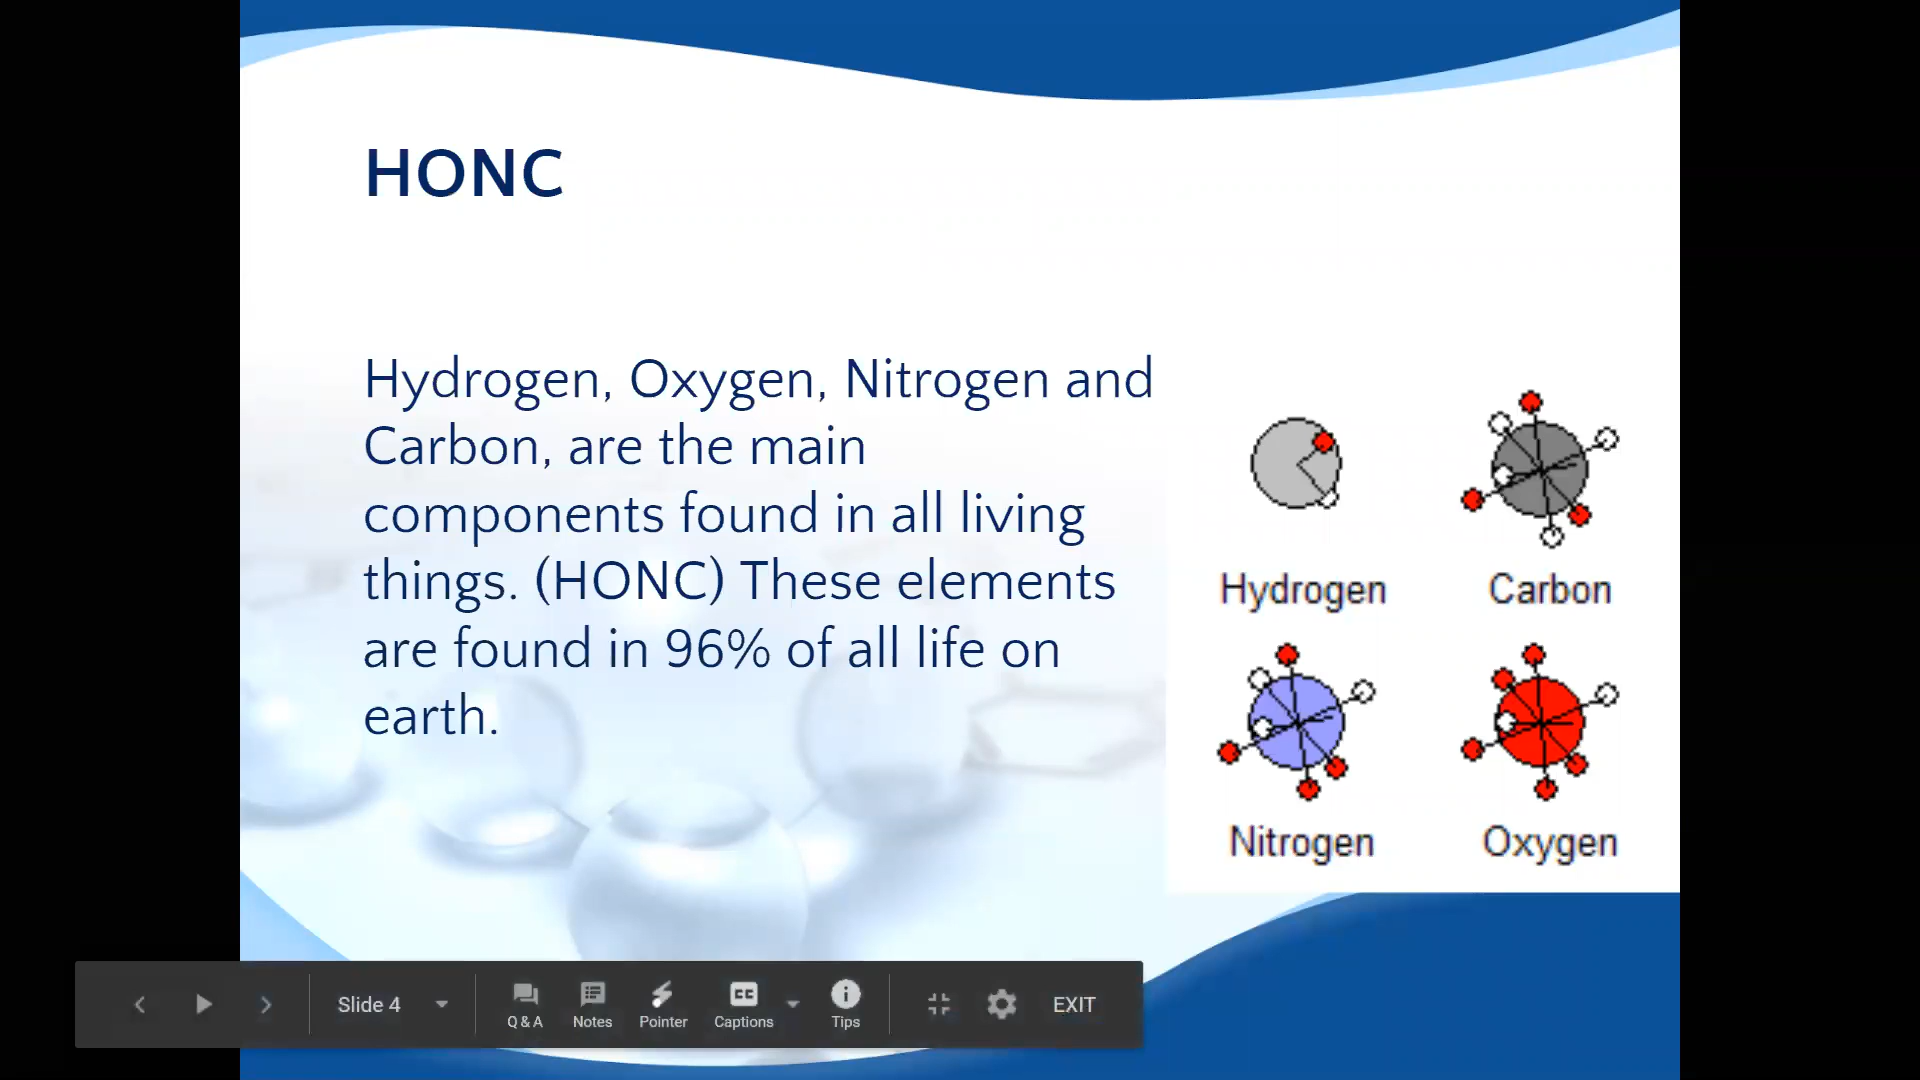 HONC
Hydrogen, Oxygen, Nitrogen and
Carbon, are the main
components found in all living
things. (HONC) These elements
are found in 96% of all life on
earth.
Hydrogen
Carbon
Nitrogen
Oxygen
Slide 4
Q & A
Notes
Pointer
CC
Captions
Tips
EXIT